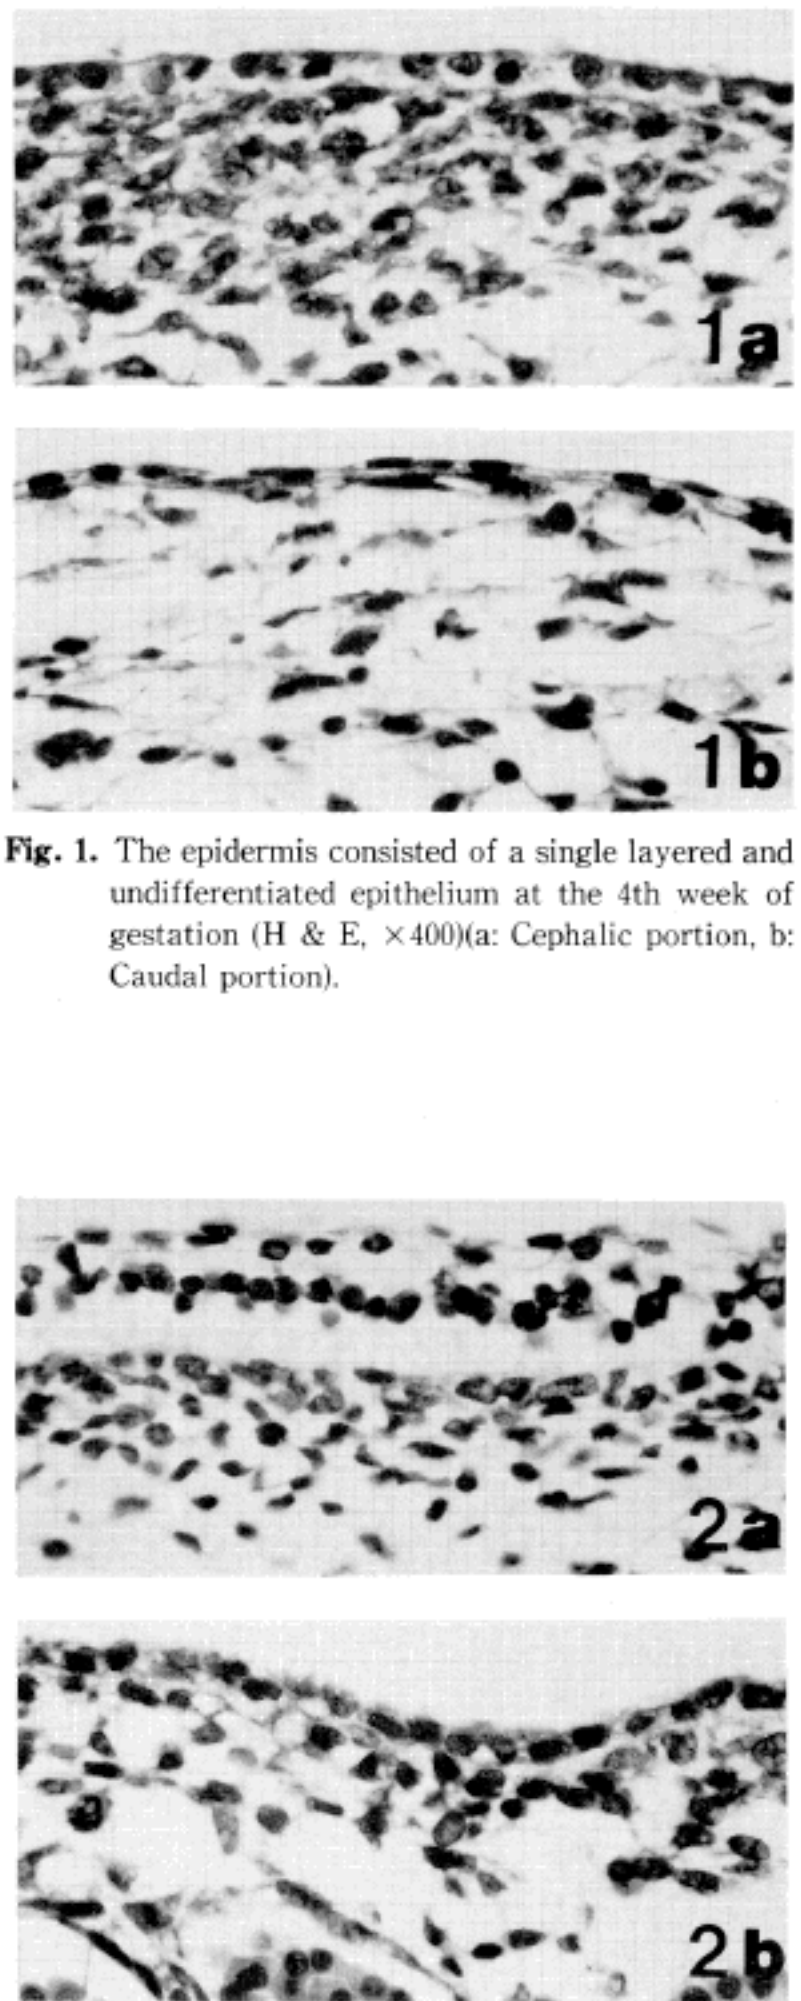 1a
1b
Fig. 1. The epidermis consisted of a single layered and
undifferentiated epithelium at the 4th week of
gestation (H & E, ×400)(a: Cephalic portion, b:
Caudal portion).
2a
2b